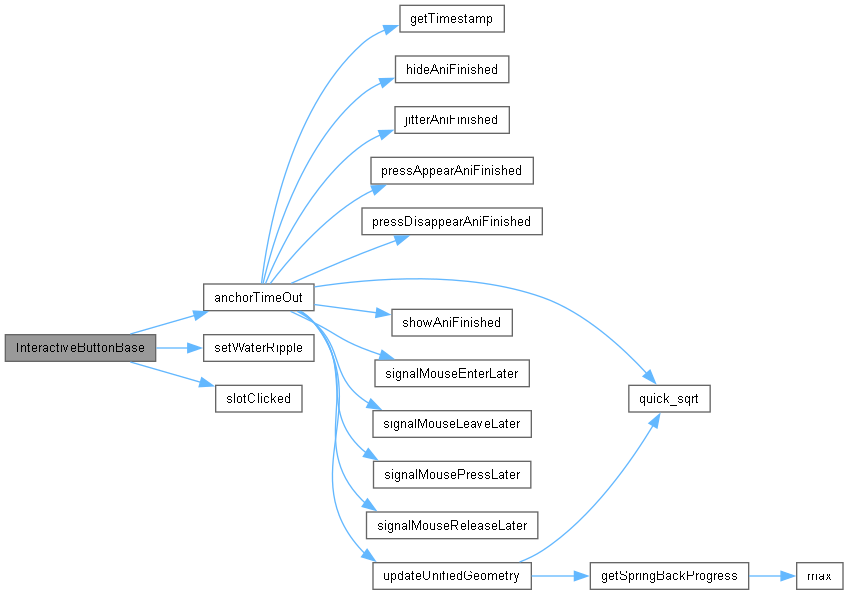 getTimestamp
hideAniFinished
jitterAniFinished
pressAppearAniFinished
pressDisappearAniFinished
anchorTimeOut
showAniFinished
InteractiveButtonBase
setWaterRipple
signalMouseEnterLater
slotClicked
quick_sqrt
signalMouseLeaveLater
signalMousePressLater
signalMouseReleaseLater
updateUnifiedGeometry
getSpringBackProgress
max